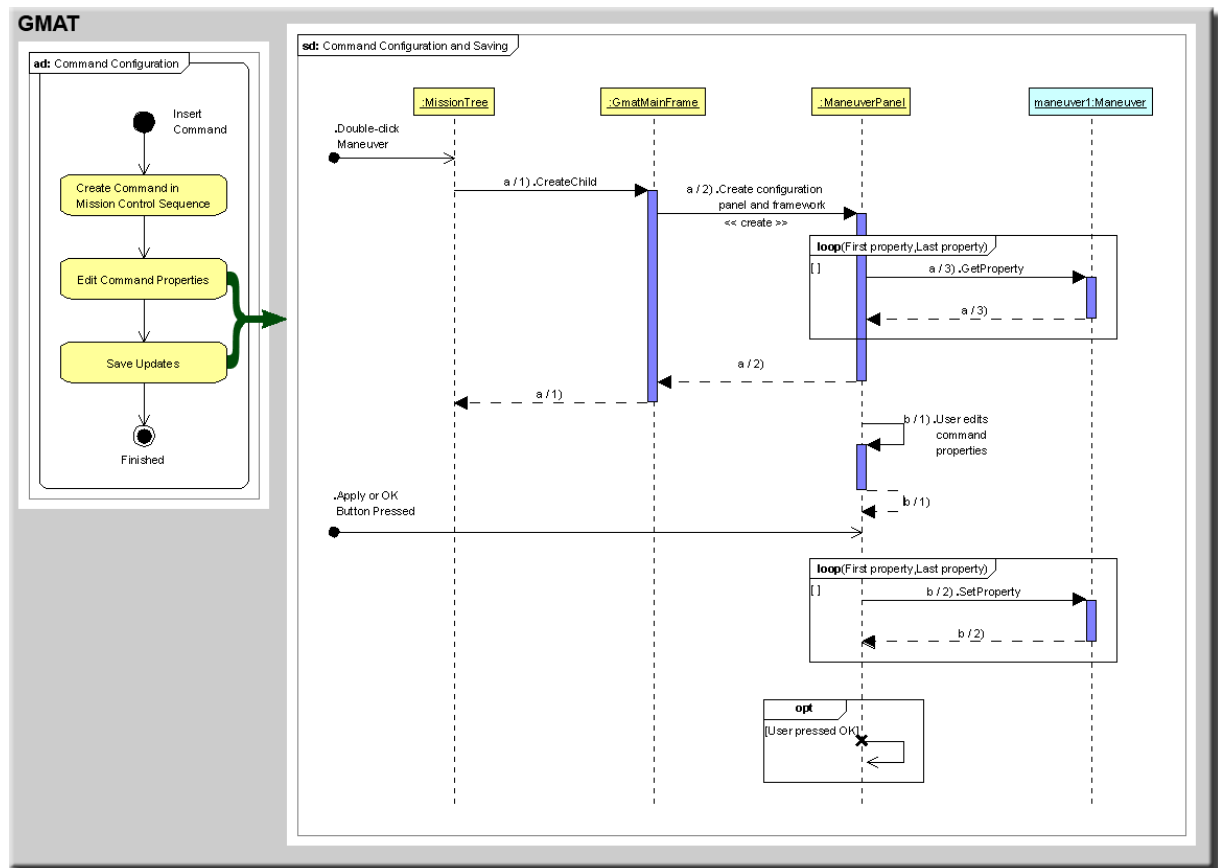 GMAT
ad: Command Configuration
Insert
Command
Create Command in
Mission Control Sequence
Edit Command Properties
Save Updates
Finished
sd: Command Configuration and Saving
:MissionTree
:GmatMainFrame
:ManeuverPanel
maneuver1:Maneuver
.Double-click
Maneuver
a / 1) .CreateChild
a / 2) .Create configuration
panel and framework
<< create >>
loop(First property,Last property)
[ ]
a / 3) .GetProperty
a / 3)
a / 2)
a / 1)
b / 1) .User edits
command
properties
.Apply or OK
Button Pressed
b / 1)
loop(First property,Last property)
[ ]
b / 2) .SetProperty
b / 2)
opt
[User pressed OK]